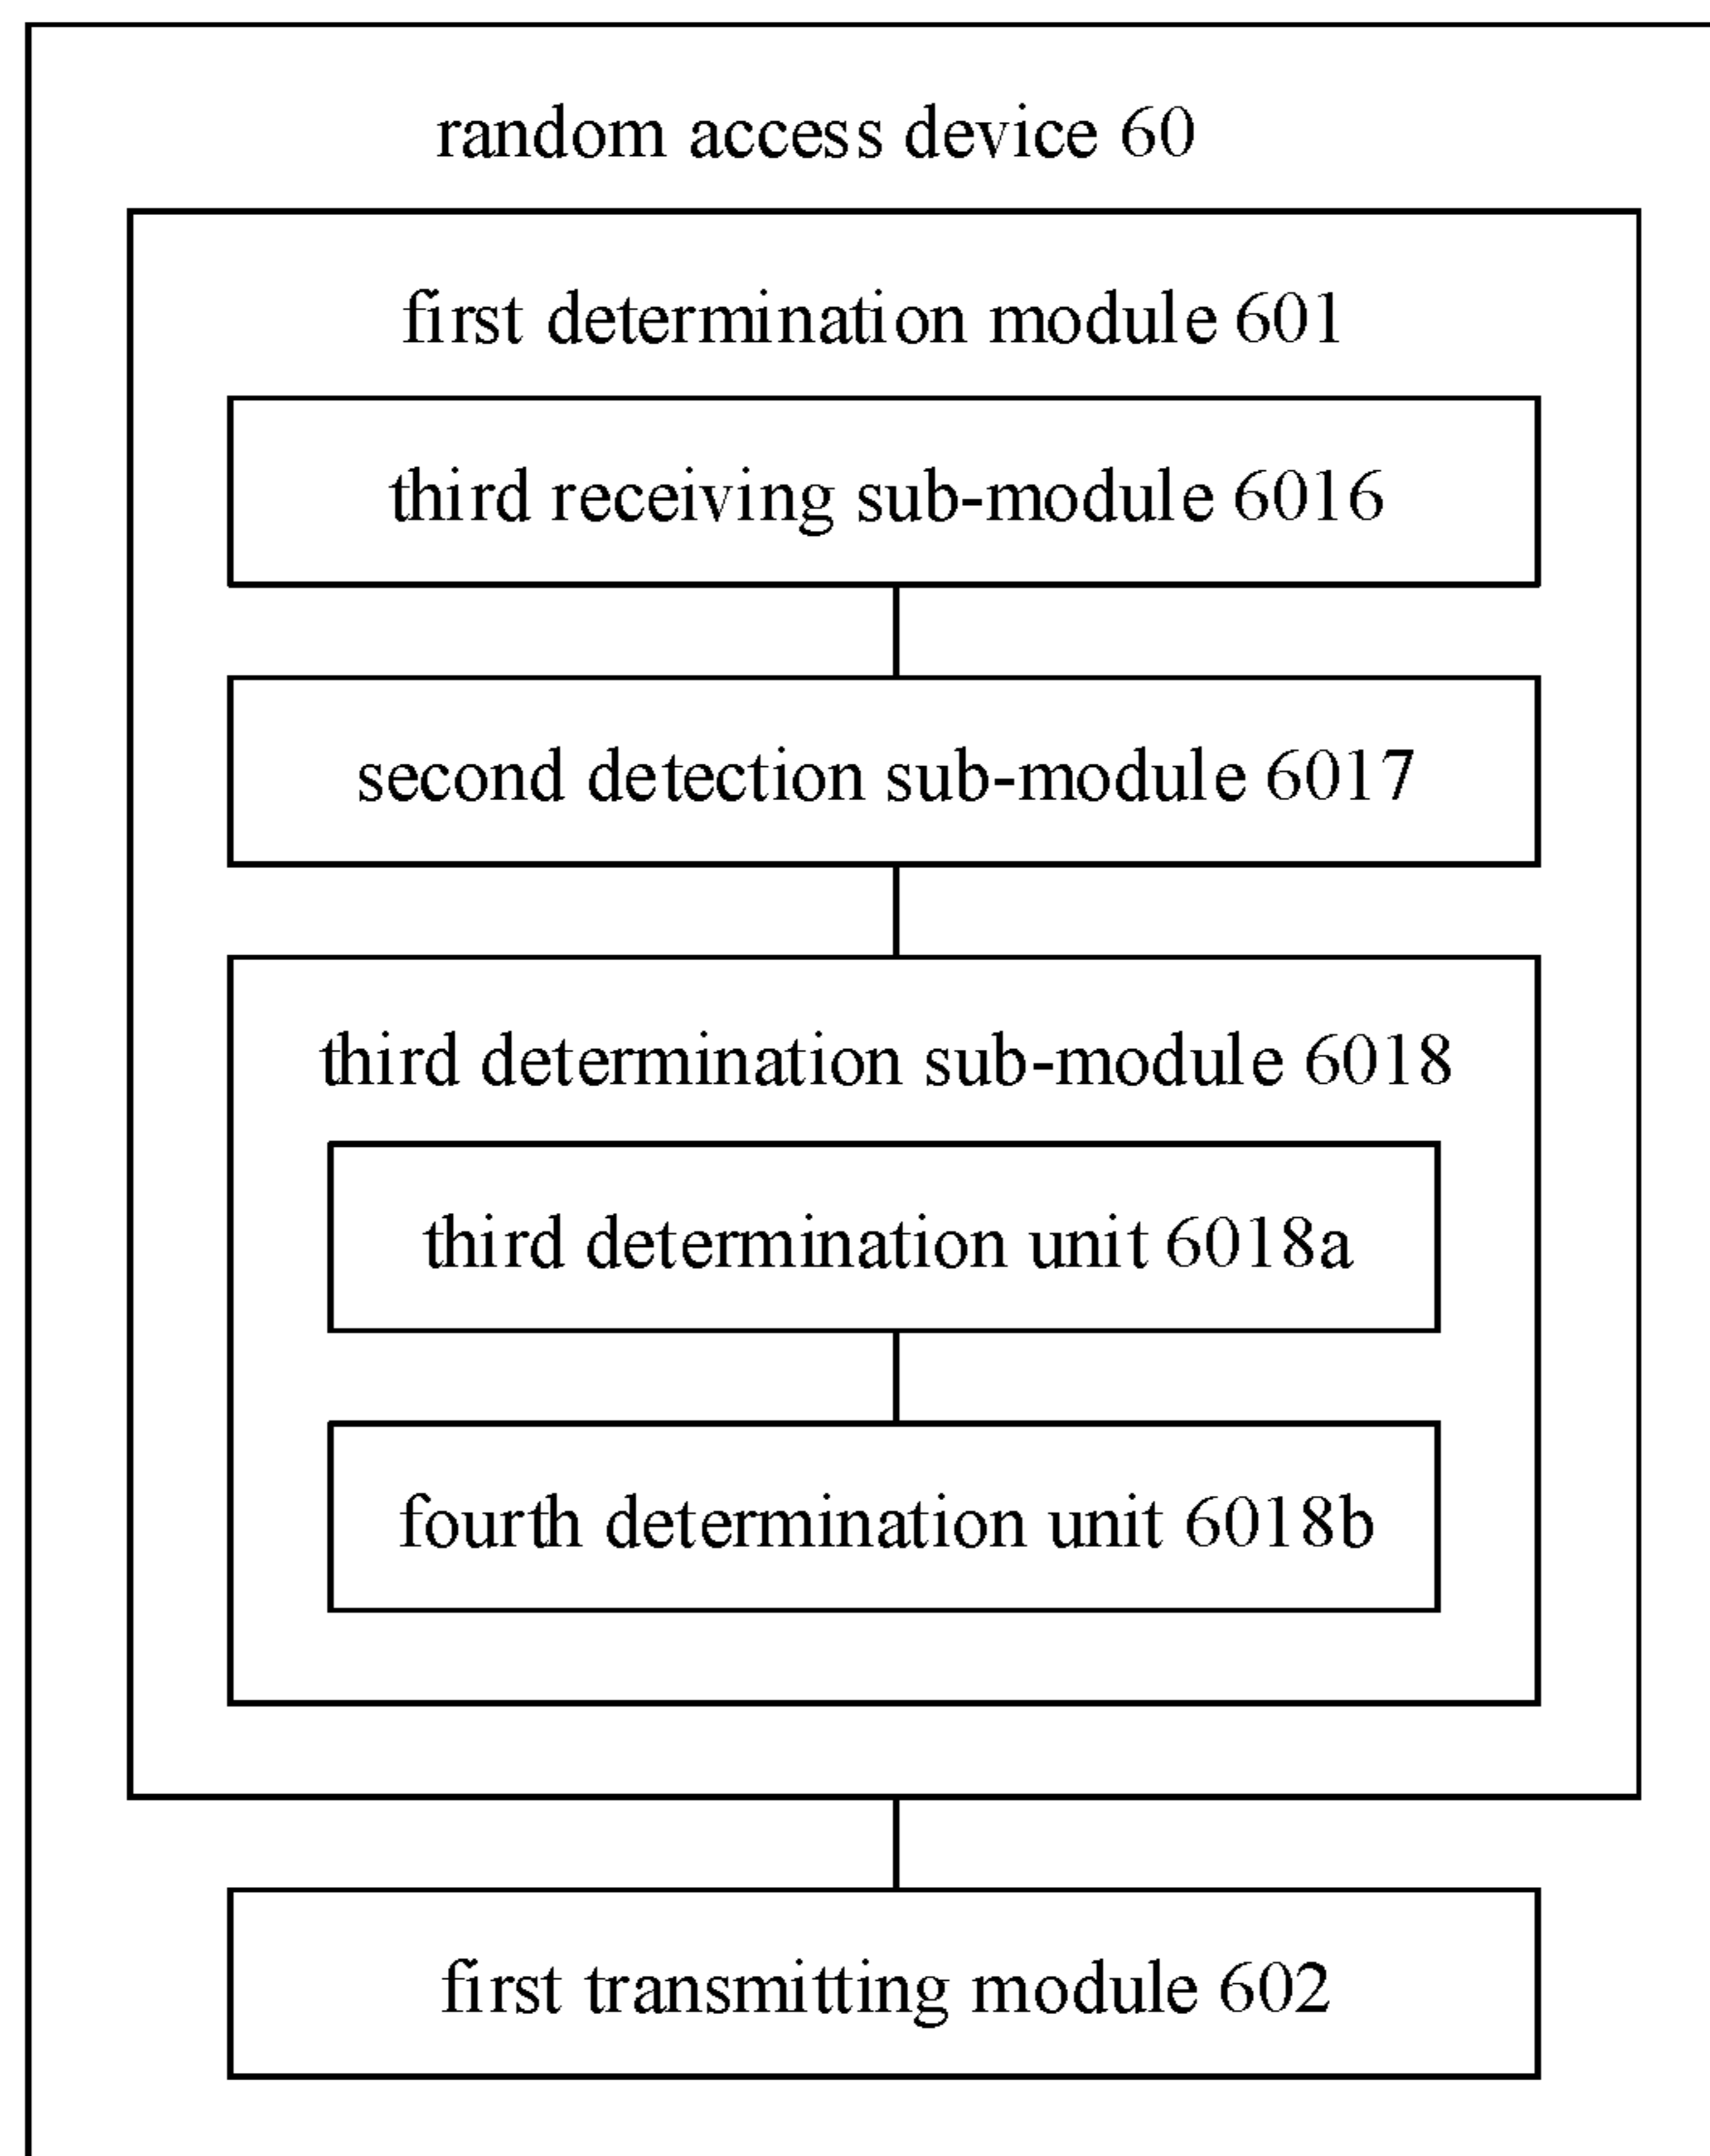 random access device 60
first determination module 601
third receiving sub-module 6016
second detection sub-module 6017
third determination sub-module 6018
third determination unit 6018a
fourth determination unit 6018b
first transmitting module 602